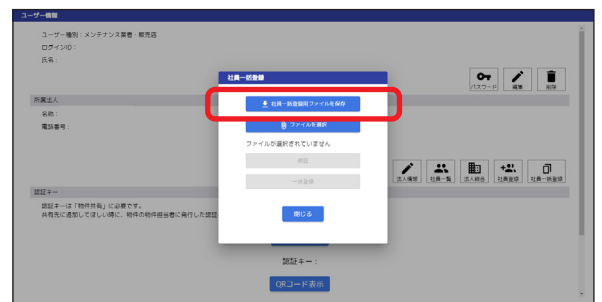 ユーザー情報
ユーザー種別：メンテナンス業者・販売店
ログインID：
氏名：
パスワード
編集
削除
所属法人
名称：
電話番号：
法人情報
社員一覧
法人統合
社員登録
社員一括登録
認証キー
認証キーは「物件共有」に必要です。
共有元に追加してほしい時に、物件の物件担当者に発行した認証
認証キー：
QRコード表示
社員一括登録
社員一括登録用ファイルを保存
ファイルを選択
ファイルが選択されていません
検証
一括登録
閉じる